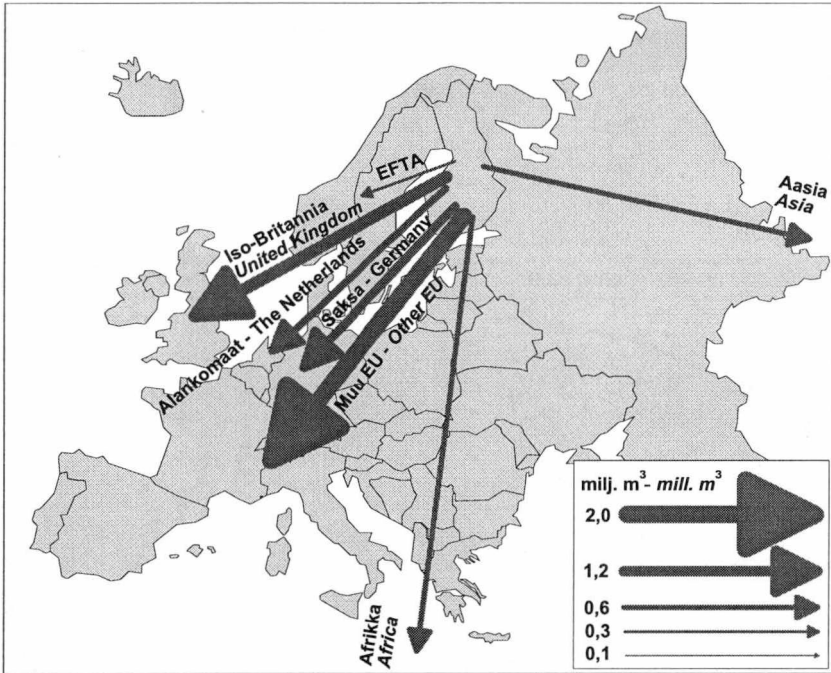 EFTA
Aasia
Asia
Iso-Britannia
United Kingdom
Alankomaat - The Netherlands
Saksa - Germany
Muu EU - Other EU
Afrikka
Africa
milj. m³- mill. m³
2,0
1,2
0,6
0,3
0,1